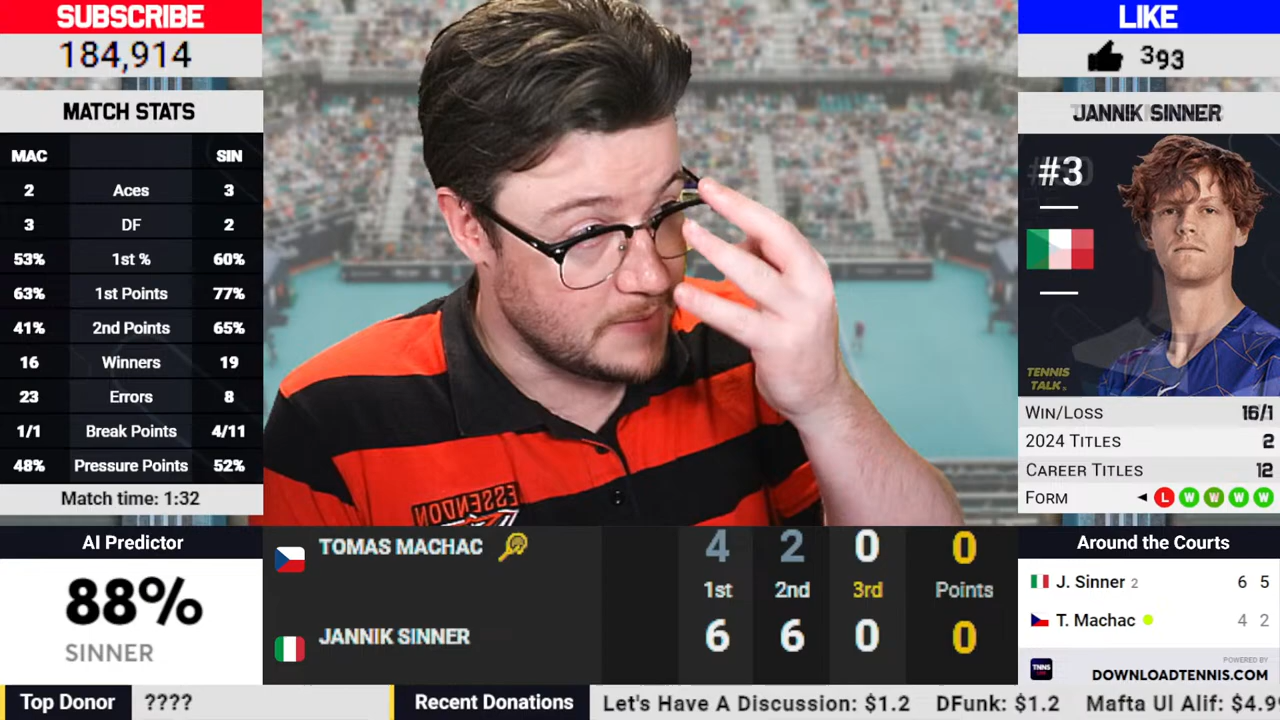 SUBSCRIBE
184,914
MATCH STATS
MAC SIN
2 Aces 3
3 DF 2
53% 1st % 60%
63% 1st Points 77%
41% 2nd Points 65%
16 Winners 19
23 Errors 8
1/1 Break Points 4/11
48% Pressure Points 52%
Match time: 1:32
AI Predictor
88%
SINNER
ESSENDON
TOMAS MACHAC 4 2 0 0
1st 2nd 3rd Points
JANNIK SINNER 6 6 0 0
LIKE
393
JANNIK SINNER
#3
TENNIS
TALK
WIN/LOSS 16/1
2024 TITLES 2
CAREER TITLES 12
FORM L W W W W
Around the Courts
J. Sinner 2 6 5
T. Machac 4 2
TNNS
POWERED BY
DOWNLOADTENNIS.COM
Top Donor ???? Recent Donations Let's Have A Discussion: $1.2 DFunk: $1.2 Mafta Ul Alif: $4.9